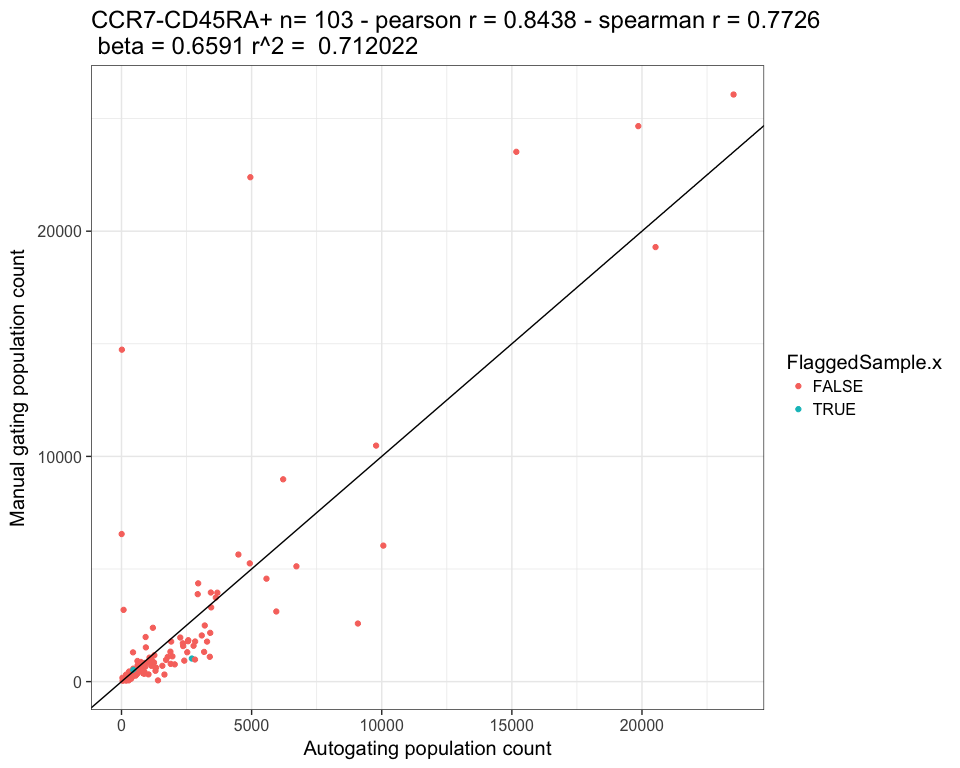 CCR7-CD45RA+ n= 103 - pearson r = 0.8438 - spearman r = 0.7726
beta = 0.6591 r^2 =  0.712022
Manual gating population count
20000
10000
0
0
5000
10000
15000
20000
Autogating population count
FlaggedSample.x
FALSE
TRUE